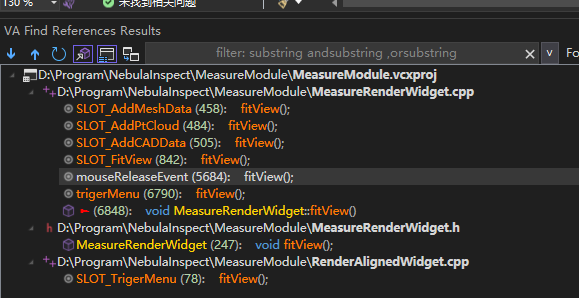 130 %
未找到相关问题
VA Find References Results
filter: substring andsubstring ,orsubstring
Fo
D:\Program\NebulaInspect\MeasureModule\MeasureModule.vcxproj
D:\Program\NebulaInspect\MeasureModule\MeasureRenderWidget.cpp
SLOT_AddMeshData (458): fitView();
SLOT_AddPtCloud (484): fitView();
SLOT_AddCADData (505): fitView();
SLOT_FitView (842): fitView();
mouseReleaseEvent (5684): fitView();
trigerMenu (6790): fitView();
(6848): void MeasureRenderWidget::fitView()
h D:\Program\NebulaInspect\MeasureModule\MeasureRenderWidget.h
MeasureRenderWidget (247): void fitView();
D:\Program\NebulaInspect\MeasureModule\RenderAlignedWidget.cpp
SLOT_TrigerMenu (78): fitView();